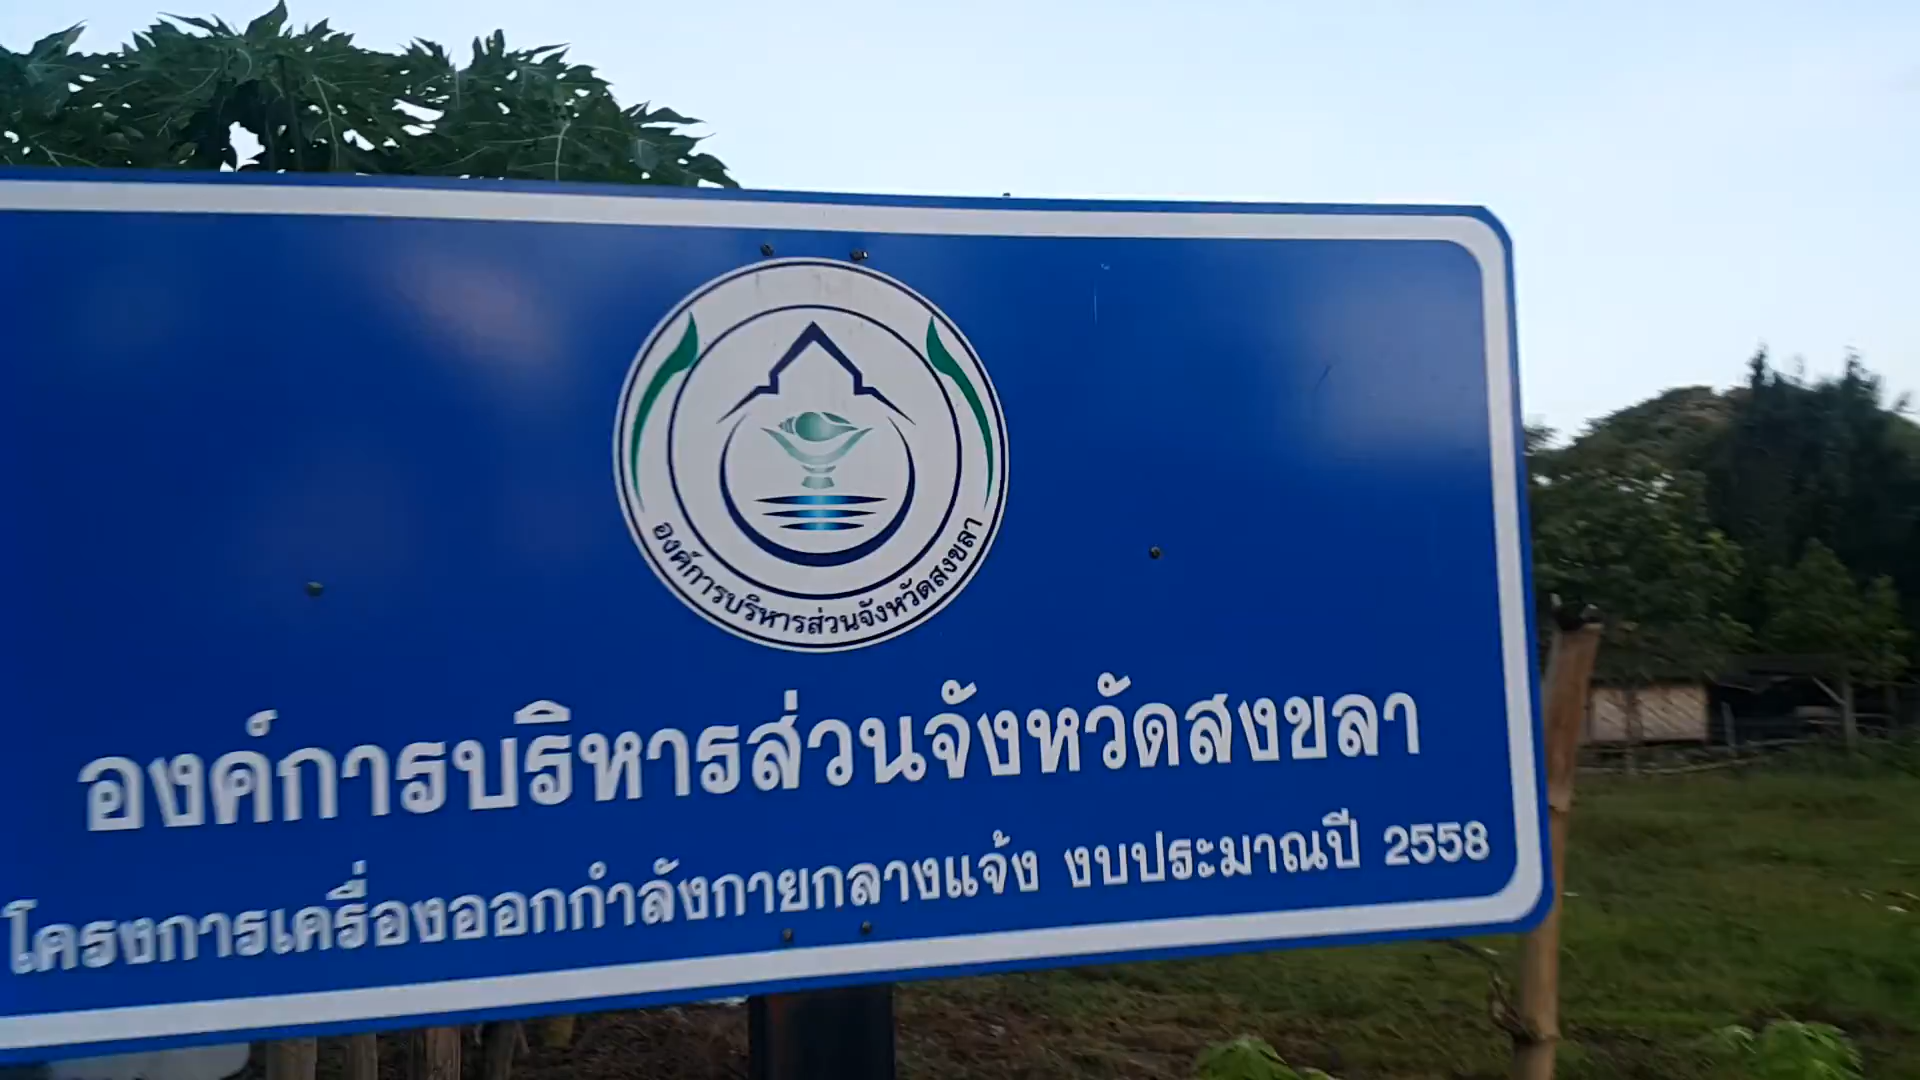 องค์การบริหารส่วนจังหวัดสงขลา
องค์การบริหารส่วนจังหวัดสงขลา
โครงการเครื่องออกกำลังกายกลางแจ้ง งบประมาณปี 2558